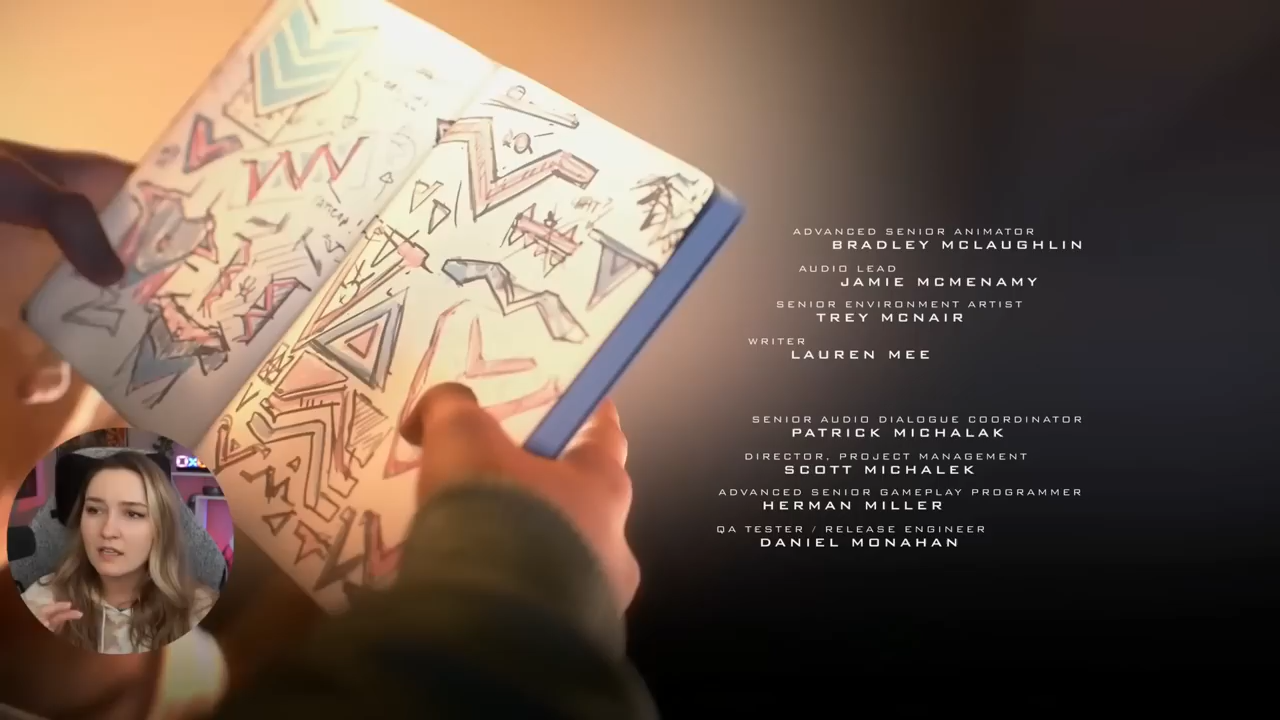 ADVANCED SENIOR ANIMATOR
BRADLEY MCLAUGHLIN
AUDIO LEAD
JAMIE MCMENAMY
SENIOR ENVIRONMENT ARTIST
TREY MCNAIR
WRITER
LAUREN MEE
SENIOR AUDIO DIALOGUE COORDINATOR
PATRICK MICHALAK
DIRECTOR, PROJECT MANAGEMENT
SCOTT MICHALEK
ADVANCED SENIOR GAMEPLAY PROGRAMMER
HERMAN MILLER
QA TESTER / RELEASE ENGINEER
DANIEL MONAHAN